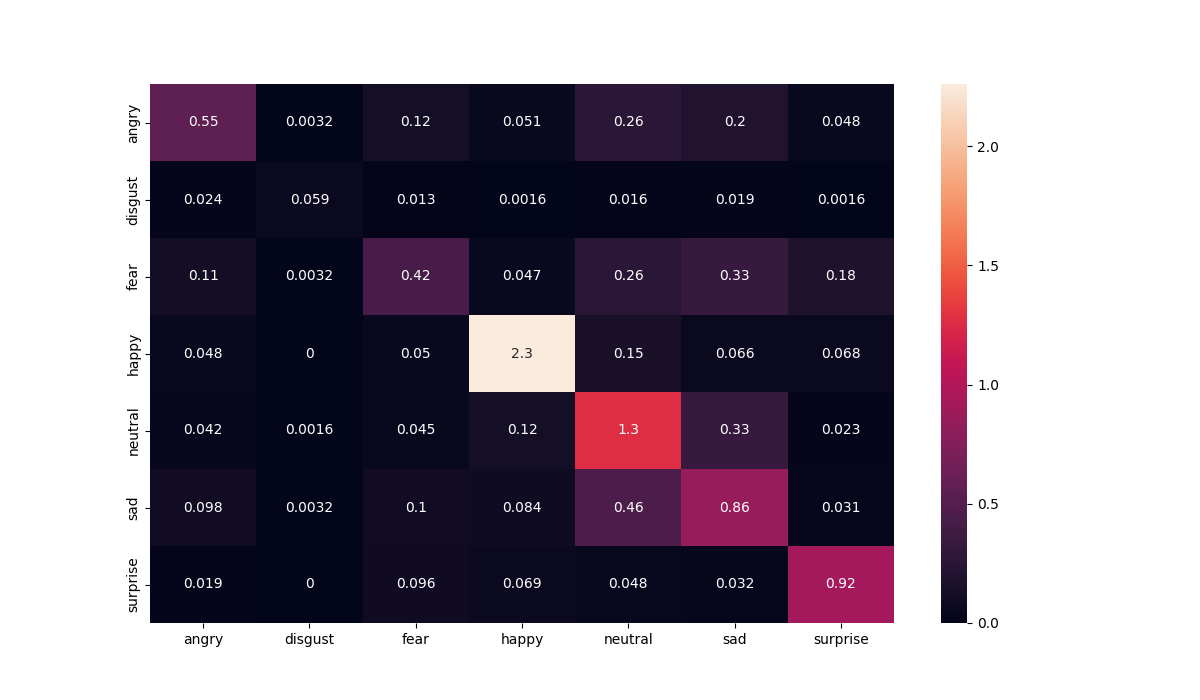 angry 0.55 0.0032 0.12 0.051 0.26 0.2 0.048
2.0
disgust 0.024 0.059 0.013 0.0016 0.016 0.019 0.0016
fear 0.11 0.0032 0.42 0.047 0.26 0.33 0.18
1.5
happy 0.048 0 0.05 2.3 0.15 0.066 0.068
1.0
neutral 0.042 0.0016 0.045 0.12 1.3 0.33 0.023
sad 0.098 0.0032 0.1 0.084 0.46 0.86 0.031
0.5
surprise 0.019 0 0.096 0.069 0.048 0.032 0.92
0.0
angry disgust fear happy neutral sad surprise